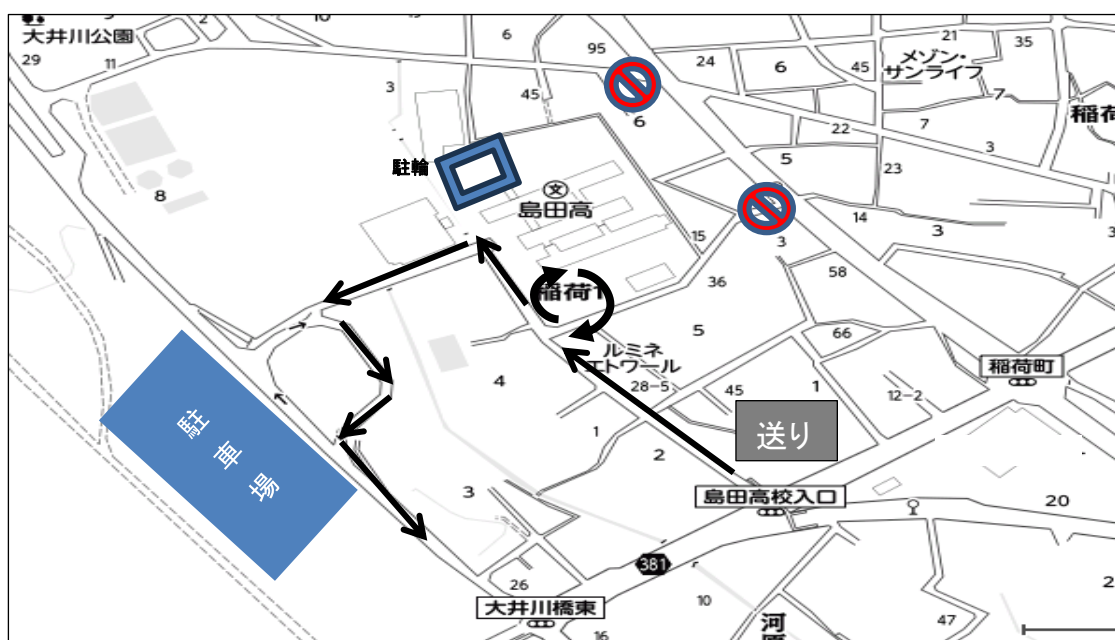 大井川公園
2
10
29
11
6
95
24
6
45
21
メゾン・
サンライフ
35
7
稲荷
3
45
6
22
7
3
駐輪
5
23
8
島田高
14
3
15
3
稲荷1
36
58
5
66
ルミネ
エトワール
稲荷町
4
28-5
45
1
12-2
駐車場
送り
1
2
3
島田高校入口
20
381
26
10
2
大井川橋東
47
16
河